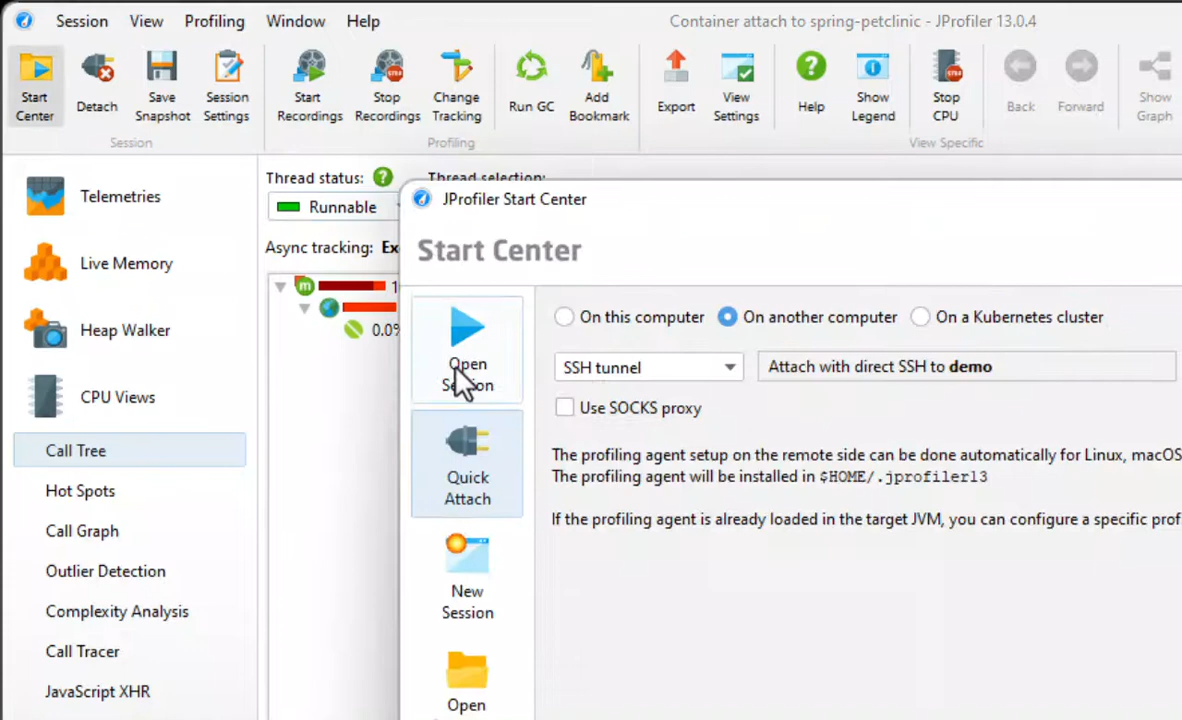 Session View Profiling Window Help Container attach to spring-petclinic - JProfiler 13.0.4
Start Center
Detach
Save Snapshot
Session Settings
Start Recordings
Stop Recordings
Change Tracking
Run GC
Add Bookmark
Export
View Settings
Help
Show Legend
Stop CPU
Back
Forward
Show Graph
Session
Profiling
View Specific
Telemetries
Live Memory
Heap Walker
CPU Views
Call Tree
Hot Spots
Call Graph
Outlier Detection
Complexity Analysis
Call Tracer
JavaScript XHR
Thread status: Thread selection:
Runnable
Async tracking: Ex
1
0.0%
JProfiler Start Center
Start Center
Open Session
Quick Attach
New Session
Open
On this computer On another computer On a Kubernetes cluster
SSH tunnel Attach with direct SSH to demo
Use SOCKS proxy
The profiling agent setup on the remote side can be done automatically for Linux, macOS
The profiling agent will be installed in $HOME/.jprofiler13
If the profiling agent is already loaded in the target JVM, you can configure a specific prof